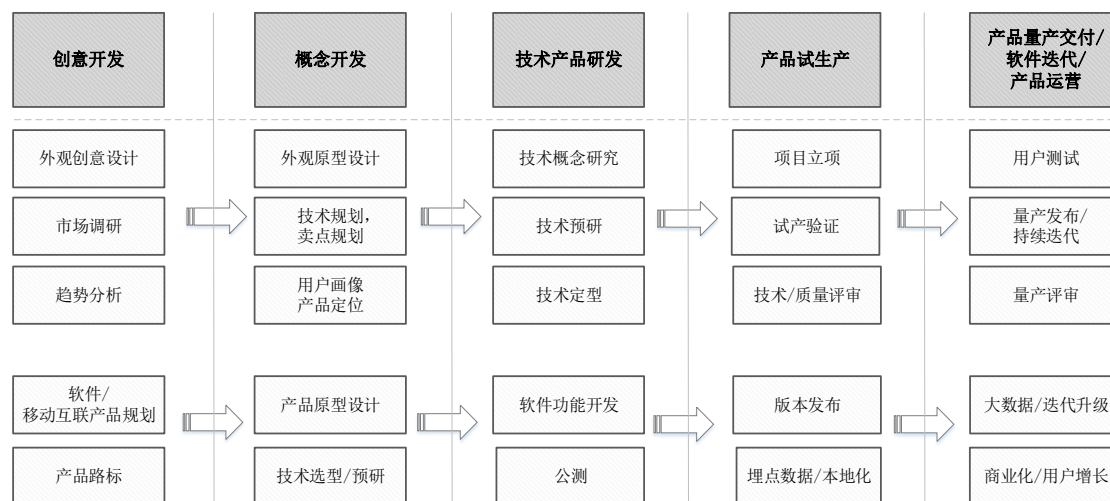 创意开发
概念开发
技术产品研发
产品试生产
产品量产交付/
软件迭代/
产品运营
外观创意设计
外观原型设计
技术概念研究
项目立项
用户测试
市场调研
技术规划，
卖点规划
技术预研
试产验证
量产发布/
持续迭代
趋势分析
用户画像
产品定位
技术定型
技术/质量评审
量产评审
软件/
移动互联产品规划
产品原型设计
软件功能开发
版本发布
大数据/迭代升级
产品路标
技术选型/预研
公测
埋点数据/本地化
商业化/用户增长